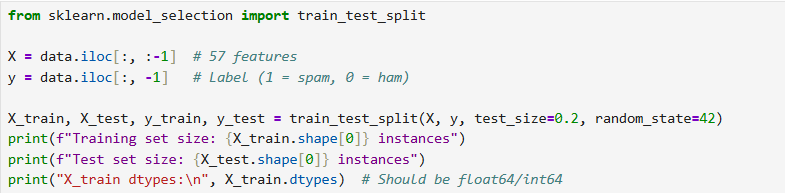 from sklearn.model_selection import train_test_split
X = data.iloc[:, :-1]  # 57 features
y = data.iloc[:, -1]  # Label (1 = spam, 0 = ham)
X_train, X_test, y_train, y_test = train_test_split(X, y, test_size=0.2, random_state=42)
print(f"Training set size: {X_train.shape[0]} instances")
print(f"Test set size: {X_test.shape[0]} instances")
print("X_train dtypes:\n", X_train.dtypes)  # Should be float64/int64